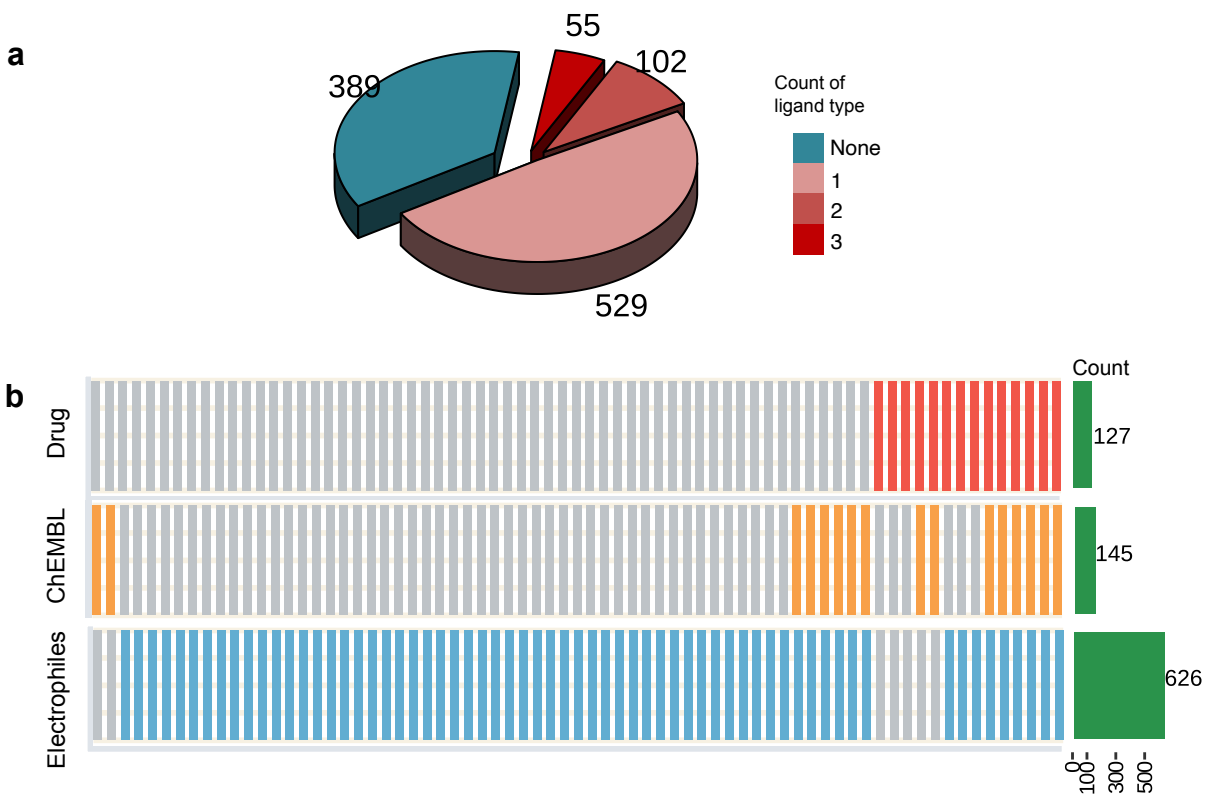 a
55
102
389
529
Count of
ligand type
None
1
2
3
b
Count
Drug
127
ChEMBL
145
Electrophiles
626
0
100
300
500